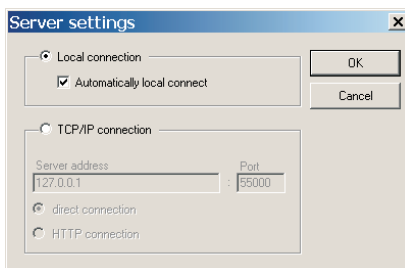 Server settings
Local connection
OK
Automatically local connect
Cancel
TCP/IP connection
Server address Port
127.0.0.1 : 55000
direct connection
HTTP connection